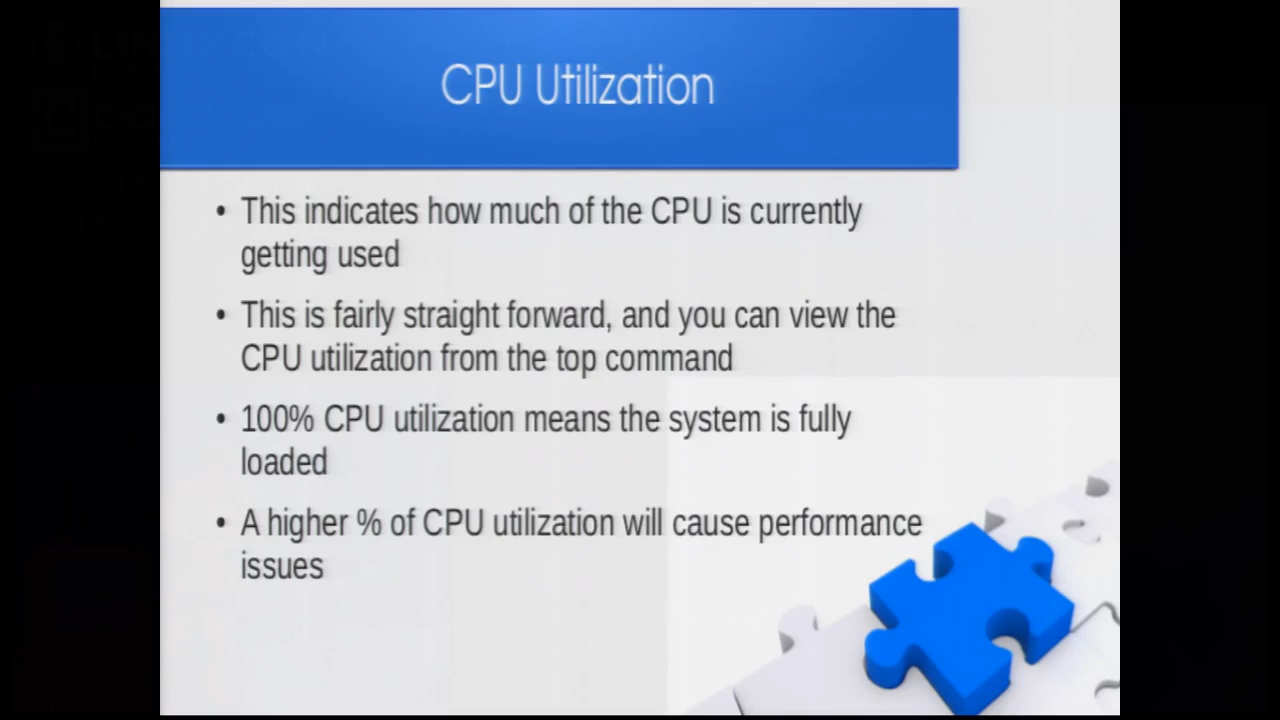 CPU Utilization
• This indicates how much of the CPU is currently
getting used
• This is fairly straight forward, and you can view the
CPU utilization from the top command
• 100% CPU utilization means the system is fully
loaded
• A higher % of CPU utilization will cause performance
issues